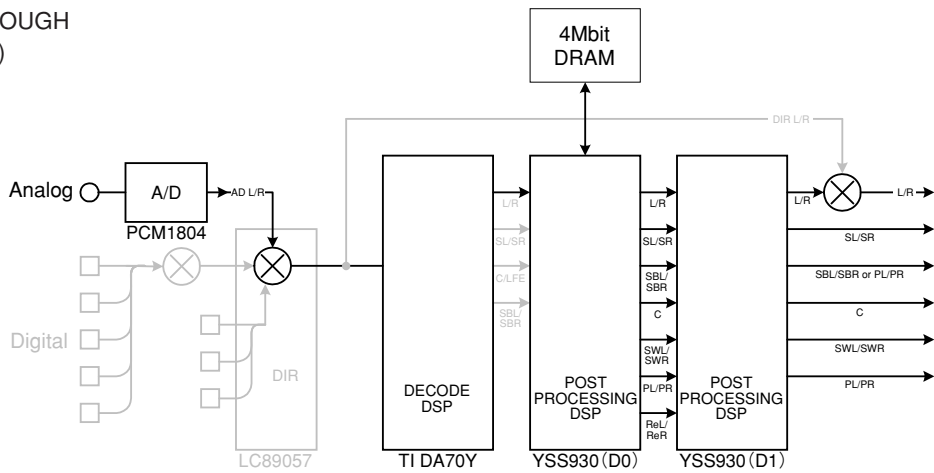 OUGH
)
4Mbit
DRAM
DIR L/R
Analog
A/D
AD L/R
PCM1804
L/R
L/R
L/R
L/R
SL/SR
SL/SR
SL/SR
C/LFE
SBL/
SBR
SBL/SBR or PL/PR
SBL/
SBR
C
C
Digital
DIR
SWL/
SWR
SWL/SWR
DECODE
DSP
POST
PROCESSING
DSP
PL/PR
POST
PROCESSING
DSP
PL/PR
ReL/
ReR
LC89057
TI DA70Y
YSS930 (D0)
YSS930 (D1)